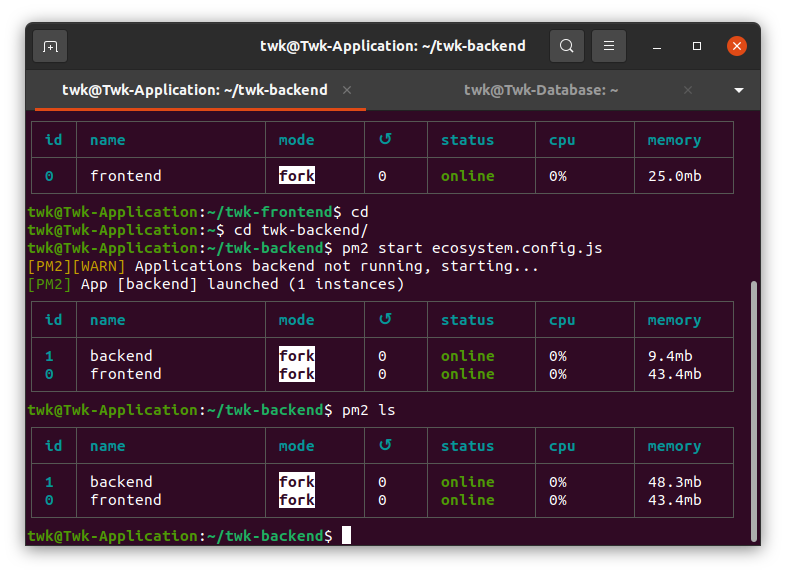 twk@Twk-Application: ~/twk-backend
twk@Twk-Application: ~/twk-backend × twk@Twk-Database: ~ ×
id name mode ↺ status cpu memory
0 frontend fork 0 online 0% 25.0mb
twk@Twk-Application:~/twk-frontend$ cd
twk@Twk-Application:~$ cd twk-backend/
twk@Twk-Application:~/twk-backend$ pm2 start ecosystem.config.js
[PM2][WARN] Applications backend not running, starting...
[PM2] App [backend] launched (1 instances)
id name mode ↺ status cpu memory
1 backend fork 0 online 0% 9.4mb
0 frontend fork 0 online 0% 43.4mb
twk@Twk-Application:~/twk-backend$ pm2 ls
id name mode ↺ status cpu memory
1 backend fork 0 online 0% 48.3mb
0 frontend fork 0 online 0% 43.4mb
twk@Twk-Application:~/twk-backend$